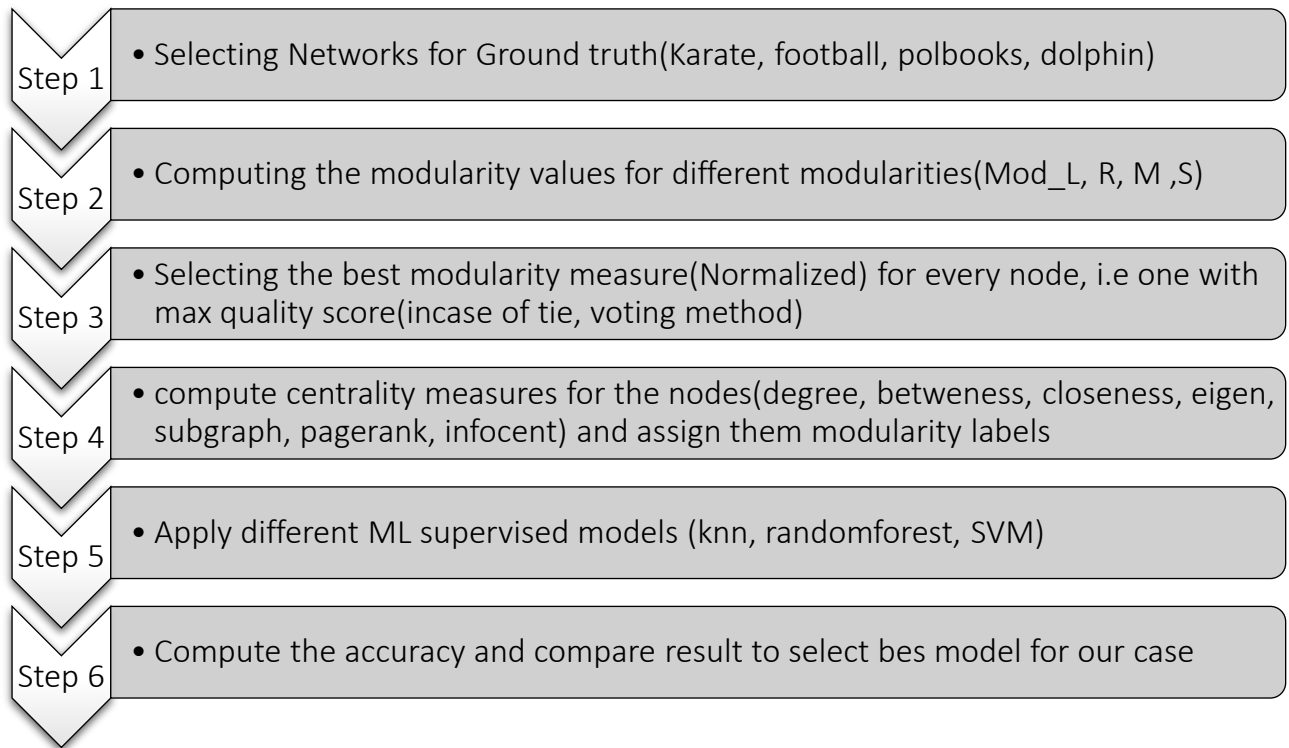 Step 1
• Selecting Networks for Ground truth(Karate, football, polbooks, dolphin)
Step 2
• Computing the modularity values for different modularities(Mod_L, R, M ,S)
Step 3
• Selecting the best modularity measure(Normalized) for every node, i.e one with
max quality score(incase of tie, voting method)
Step 4
• compute centrality measures for the nodes(degree, betweness, closeness, eigen,
subgraph, pagerank, infocent) and assign them modularity labels
Step 5
• Apply different ML supervised models (knn, randomforest, SVM)
Step 6
• Compute the accuracy and compare result to select bes model for our case